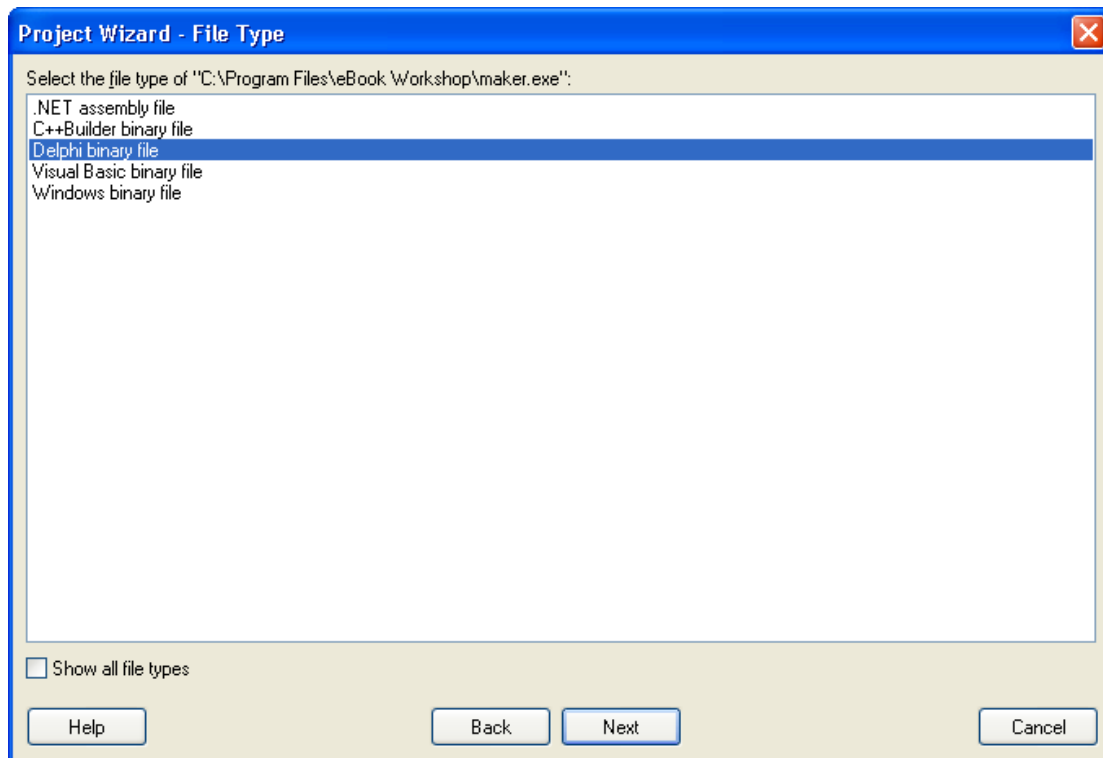 Project Wizard - File Type
Select the file type of "C:\Program Files\eBook Workshop\maker.exe":
.NET assembly file
C++Builder binary file
Delphi binary file
Visual Basic binary file
Windows binary file
Show all file types
Help Back Next Cancel